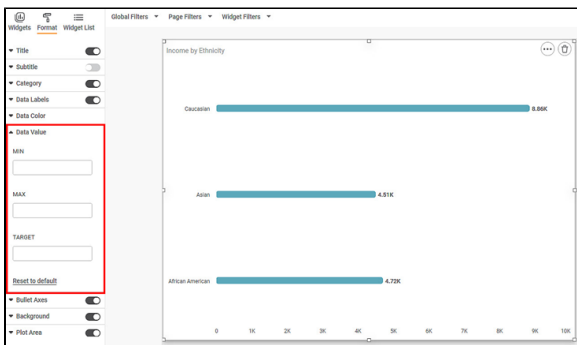 Widgets Format Widget List
Global Filters Page Filters Widget Filters
Title
Subtitle
Category
Data Labels
Data Color
Data Value
MIN
MAX
TARGET
Reset to default
Bullet Axes
Background
Plot Area
Income by Ethnicity
Caucasian 8.86K
Asian 4.51K
African American 4.72K
0 1K 2K 3K 4K 5K 6K 7K 8K 9K 10K